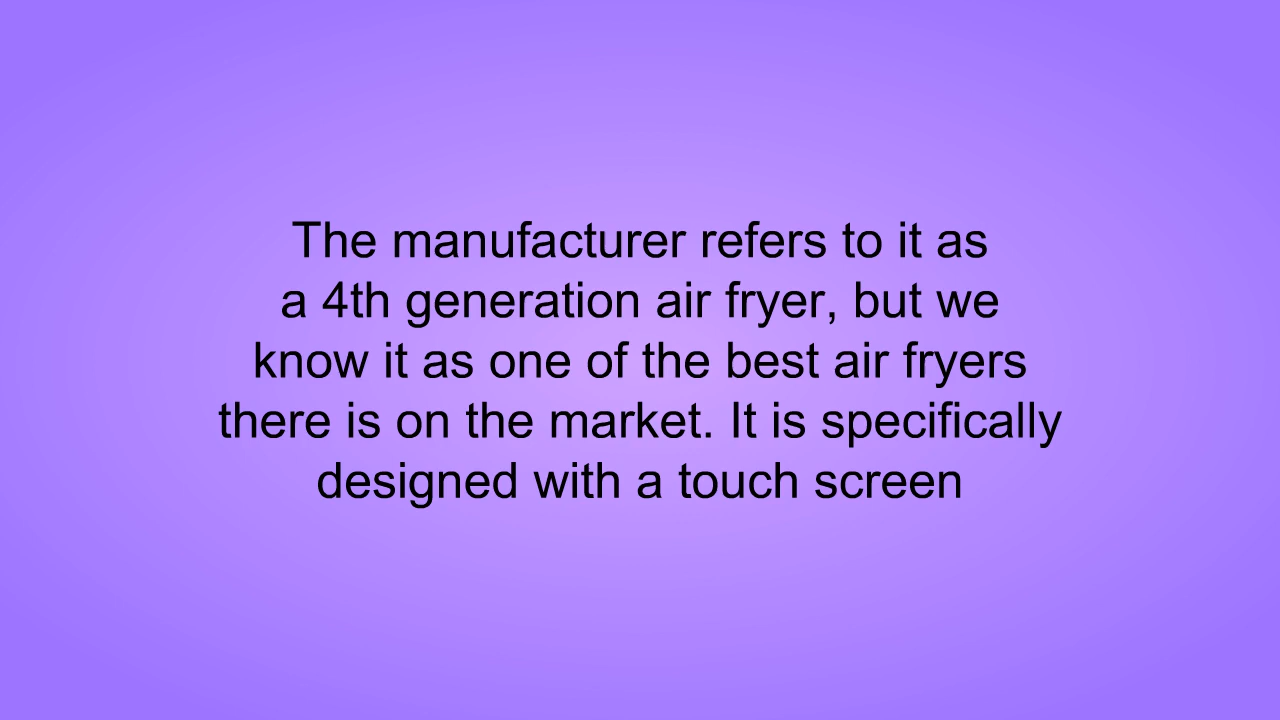 The manufacturer refers to it as
a 4th generation air fryer, but we
know it as one of the best air fryers
there is on the market. It is specifically
designed with a touch screen